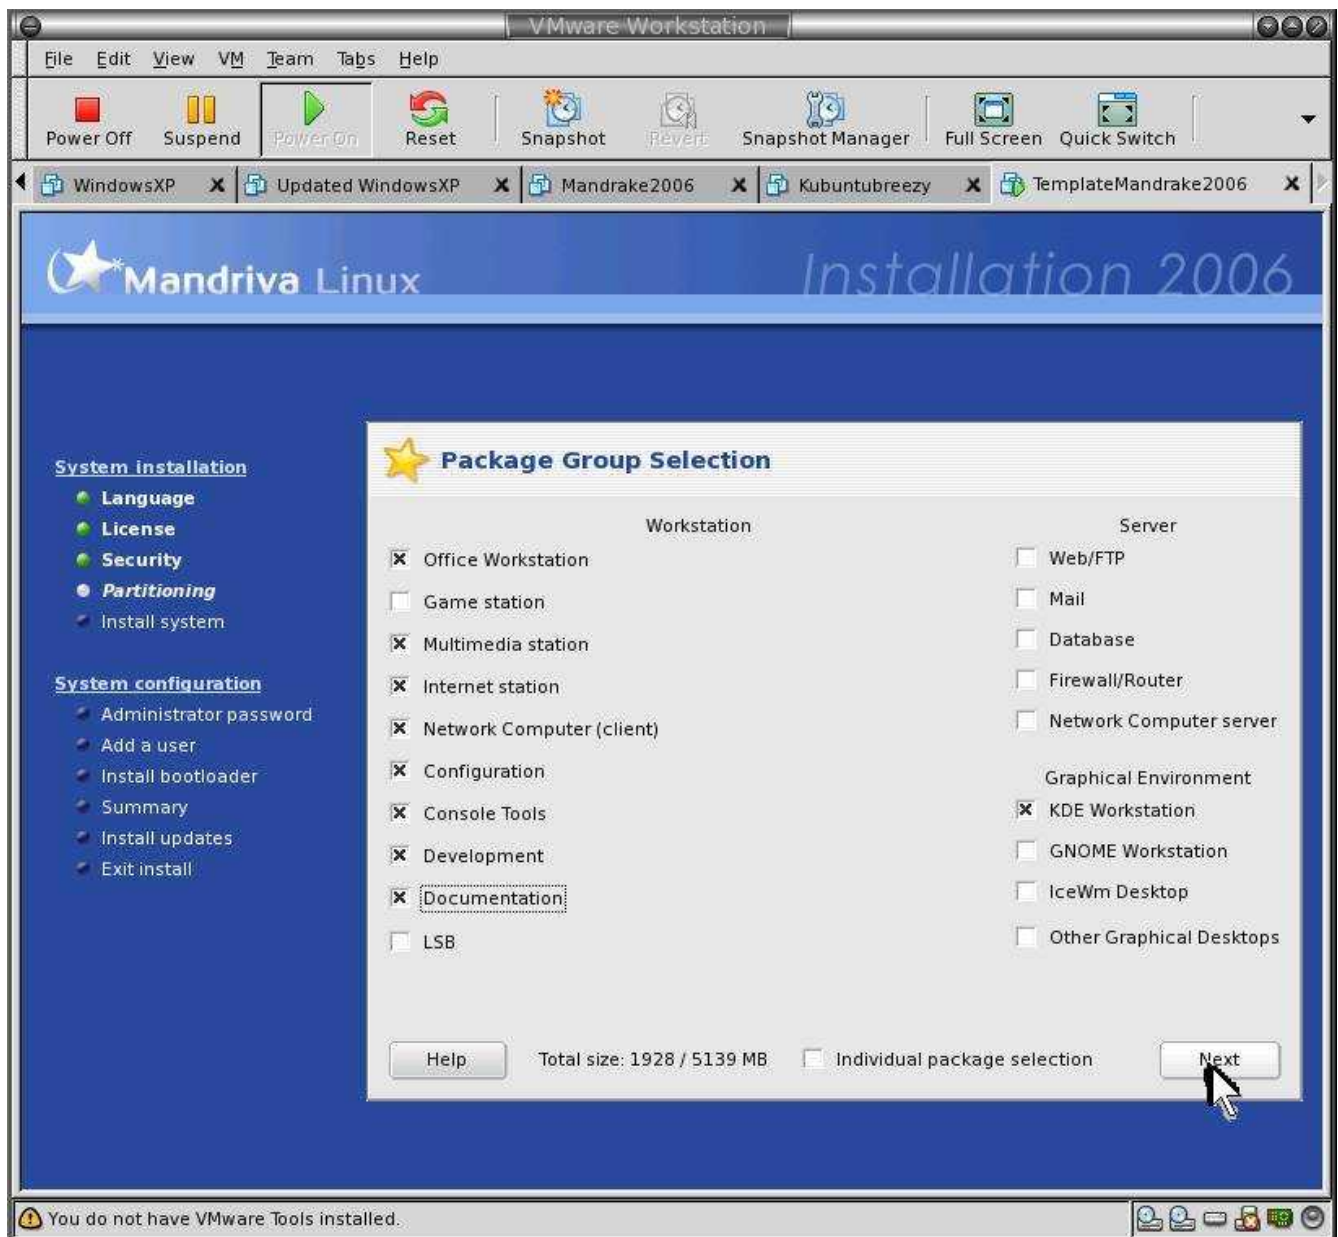 VMware Workstation
File Edit View VM Team Tabs Help
Power Off Suspend Power On Reset Snapshot Revert Snapshot Manager Full Screen Quick Switch
WindowsXP Updated WindowsXP Mandrake2006 Kubuntubreezy TemplateMandrake2006
Mandriva Linux Installation 2006
System installation
Language
License
Security
Partitioning
Install system
System configuration
Administrator password
Add a user
Install bootloader
Summary
Install updates
Exit install
Package Group Selection
Workstation
Office Workstation
Game station
Multimedia station
Internet station
Network Computer (client)
Configuration
Console Tools
Development
Documentation
LSB
Server
Web/FTP
Mail
Database
Firewall/Router
Network Computer server
Graphical Environment
KDE Workstation
GNOME Workstation
IceWm Desktop
Other Graphical Desktops
Help Total size: 1928 / 5139 MB Individual package selection Next
You do not have VMware Tools installed.